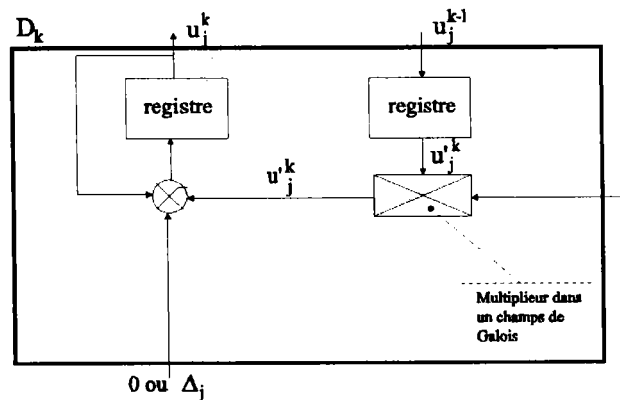 D_k
u_j^k
u_j^{k-1}
registre
registre
u'_j^k
u'_j^k
Multiplieur dans
un champs de
Galois
0 ou Δ_j